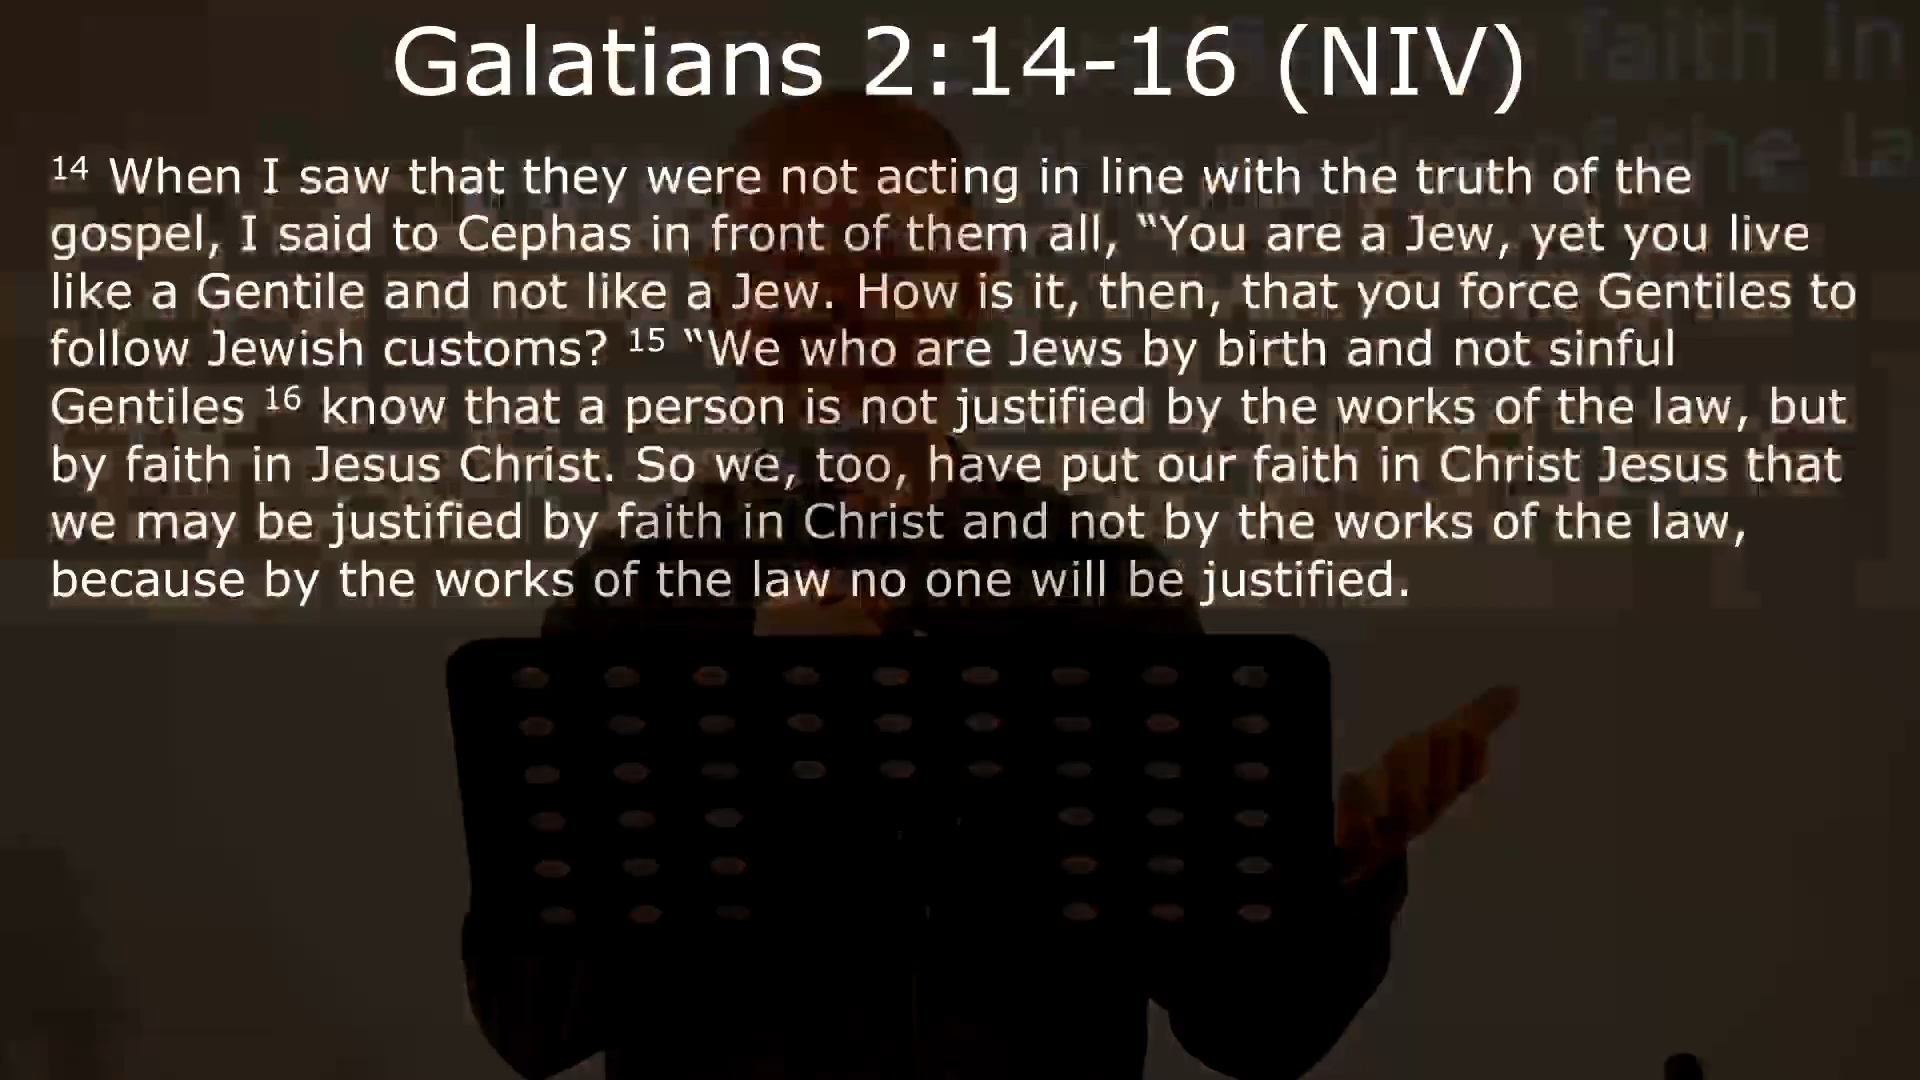 Galatians 2:14-16 (NIV)
faith in
of the la
14 When I saw that they were not acting in line with the truth of the
gospel, I said to Cephas in front of them all, “You are a Jew, yet you live
like a Gentile and not like a Jew. How is it, then, that you force Gentiles to
follow Jewish customs? 15 “We who are Jews by birth and not sinful
Gentiles 16 know that a person is not justified by the works of the law, but
by faith in Jesus Christ. So we, too, have put our faith in Christ Jesus that
we may be justified by faith in Christ and not by the works of the law,
because by the works of the law no one will be justified.